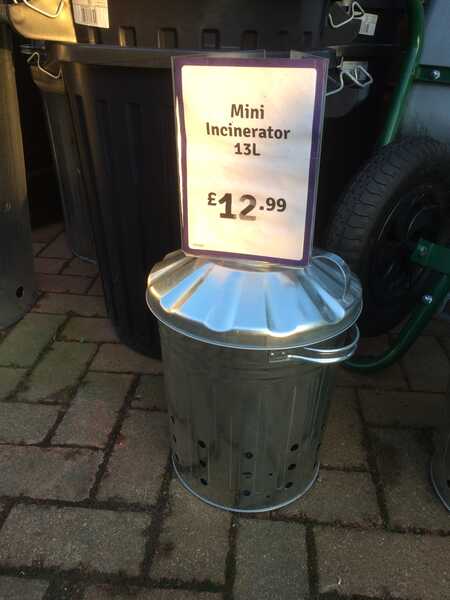 Mini
Incinerator
13L
£12.99